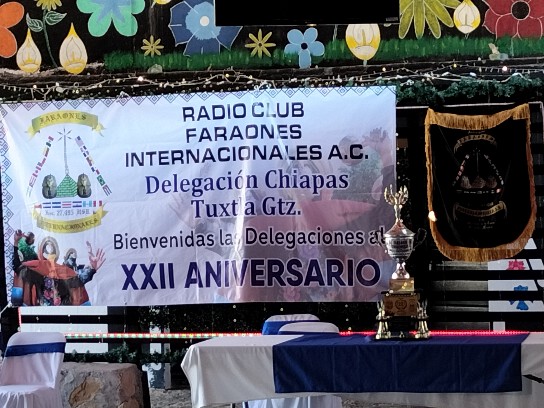 FARAONES
RADIO CLUB
FARAONES
INTERNACIONALES A.C.
Delegación Chiapas
Tuxtla Gtz.
Bienvenidas las Delegaciones al
XXII ANIVERSARIO